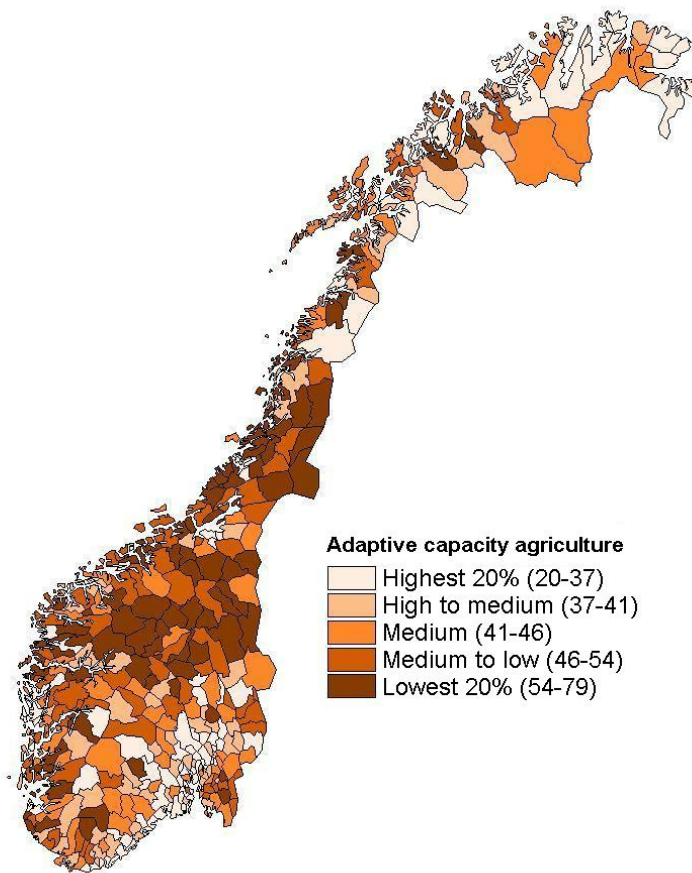 Adaptive capacity agriculture
Highest 20% (20-37)
High to medium (37-41)
Medium (41-46)
Medium to low (46-54)
Lowest 20% (54-79)